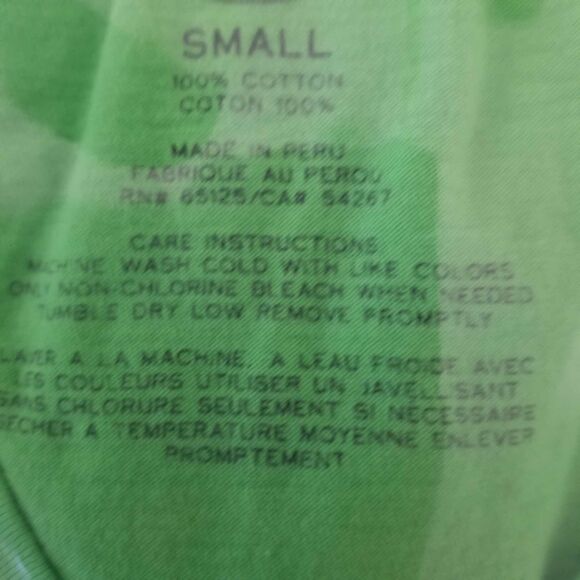 SMALL
100% COTTON
COTON 100%
MADE IN PERU
FABRIQUE AU PEROU
RN# 65125/CA# 54267
CARE INSTRUCTIONS
MACHINE WASH COLD WITH LIKE COLORS
ONLY NON-CHLORINE BLEACH WHEN NEEDED
TUMBLE DRY LOW REMOVE PROMPTLY
LAVER A LA MACHINE, A LEAU FROIDE AVEC
LES COULEURS UTILISER UN JAVELLISANT
SANS CHLORURE SEULEMENT SI NECESSAIRE
SECHER A TEMPERATURE MOYENNE ENLEVER
PROMPTEMENT